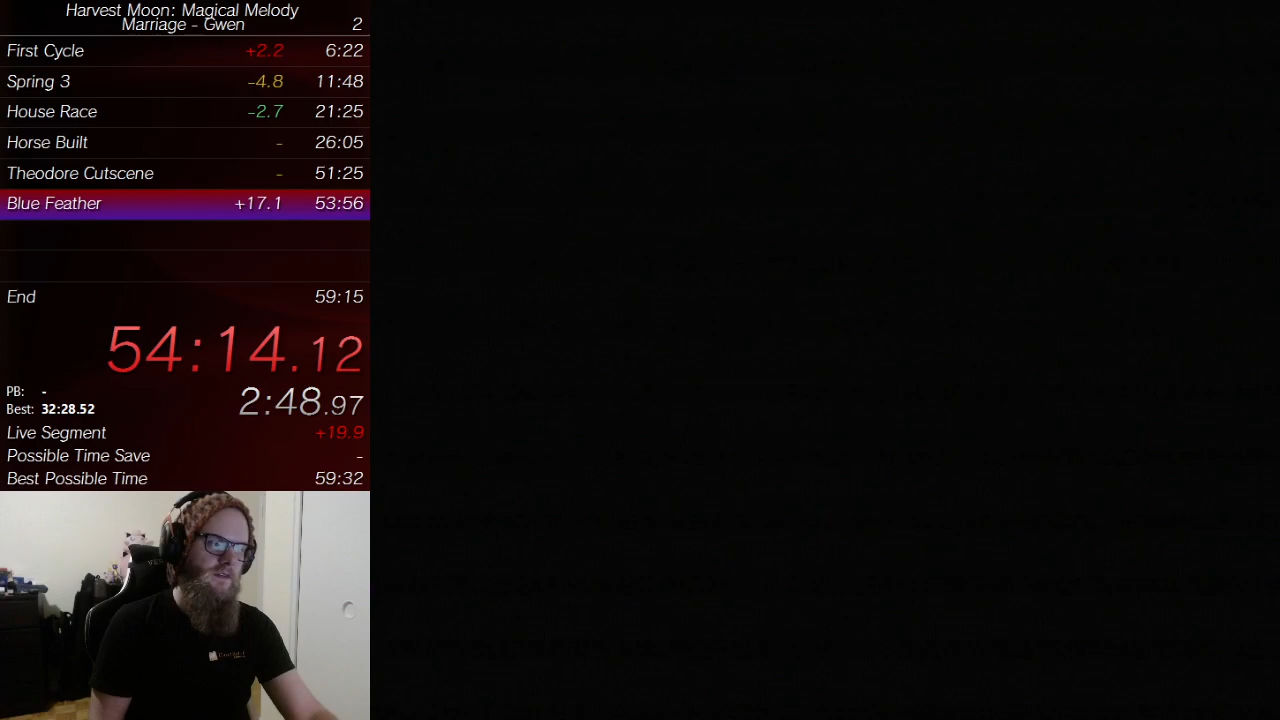 Harvest Moon: Magical Melody
Marriage - Gwen 2
First Cycle +2.2 6:22
Spring 3 -4.8 11:48
House Race -2.7 21:25
Horse Built - 26:05
Theodore Cutscene - 51:25
Blue Feather +17.1 53:56
End 59:15
54:14.12
PB: - 2:48.97
Best: 32:28.52
Live Segment +19.9
Possible Time Save -
Best Possible Time 59:32